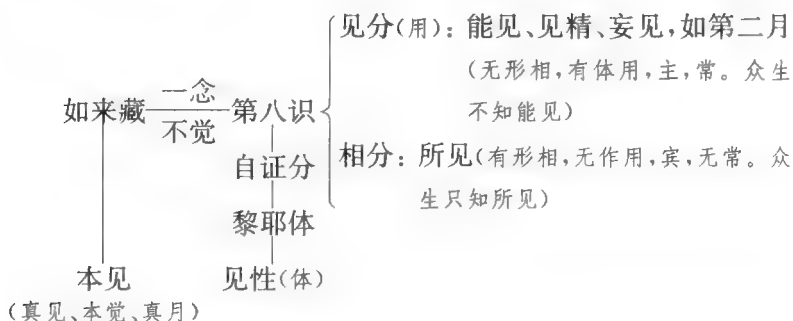 见分(用)：能见、见精、妄见，如第二月
(无形相，有体用，主，常。众生
不知能见)
一念
如来藏 第八识
不觉
自证分
相分：所见(有形相，无作用，宾，无常。众
生只知所见)
黎耶体
本见 见性(体)
(真见、本觉、真月)